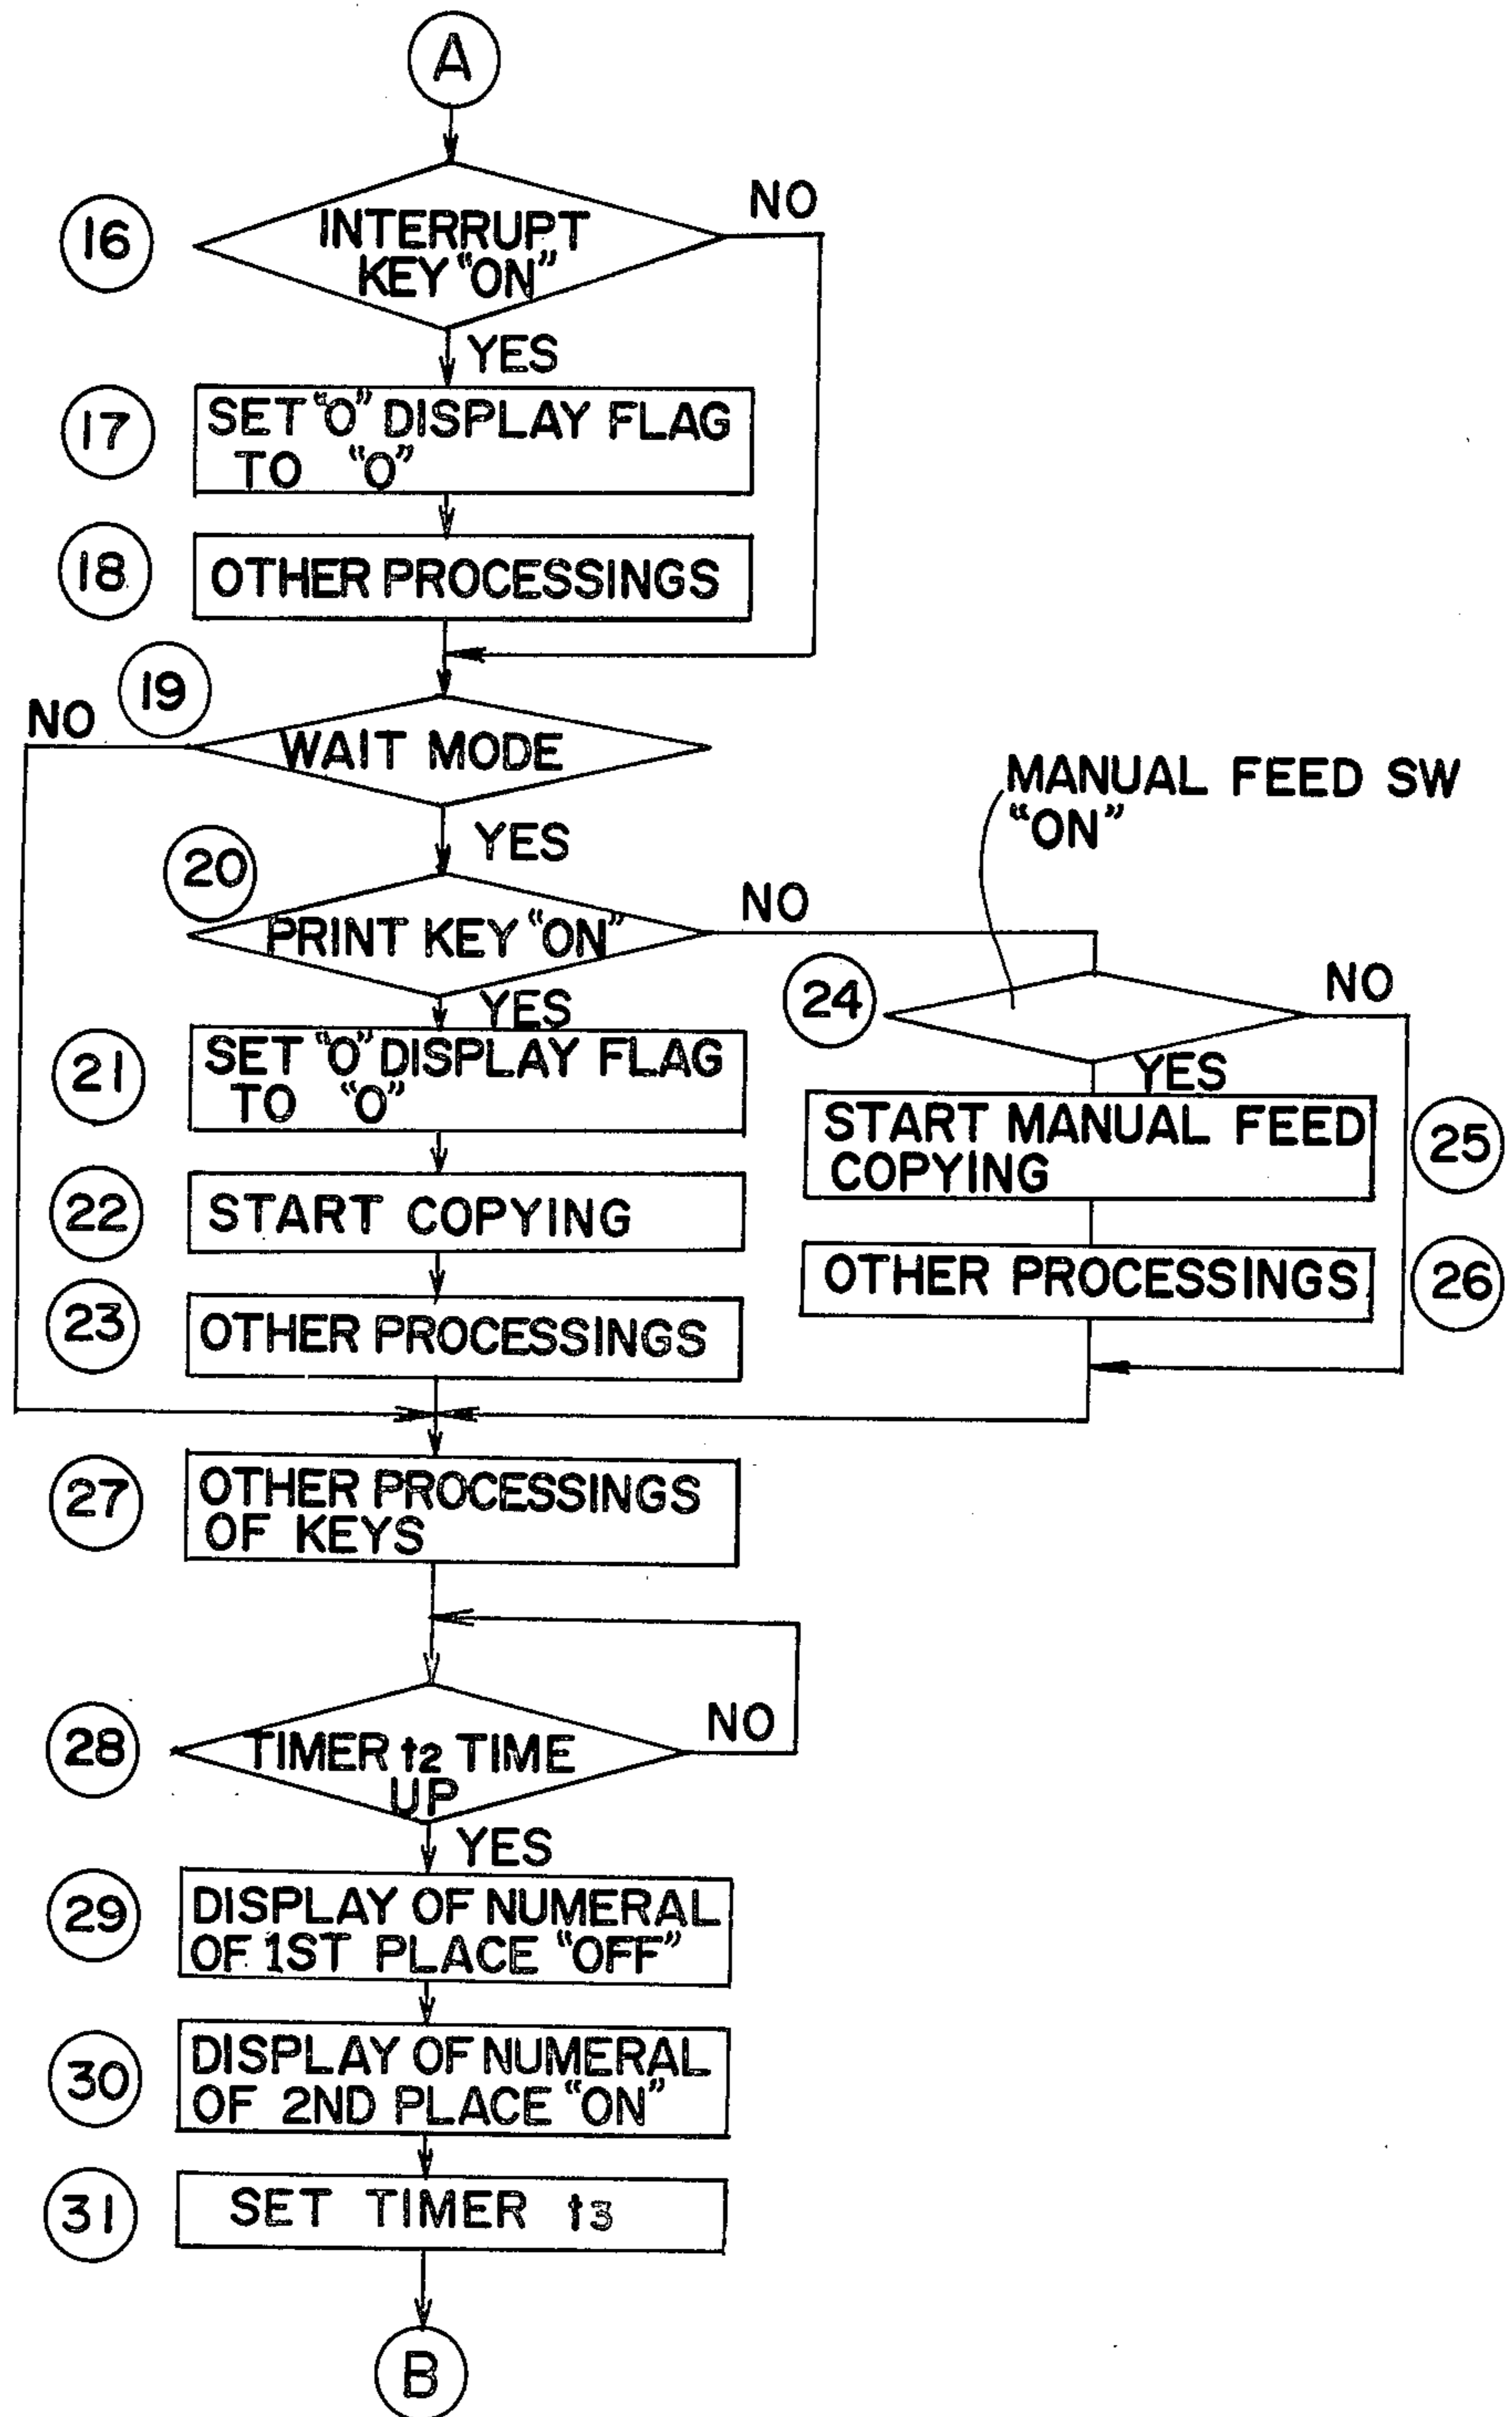 A
16
INTERRUPT
KEY "ON"
NO
YES
17
SET "0" DISPLAY FLAG
TO "0"
18
OTHER PROCESSINGS
19
NO
WAIT MODE
YES
MANUAL FEED SW
"ON"
20
PRINT KEY "ON"
NO
YES
24
NO
YES
21
SET "0" DISPLAY FLAG
TO "0"
START MANUAL FEED
COPYING
25
22
START COPYING
OTHER PROCESSINGS
26
23
OTHER PROCESSINGS
27
OTHER PROCESSINGS
OF KEYS
28
TIMER t2 TIME
UP
NO
YES
29
DISPLAY OF NUMERAL
OF 1ST PLACE "OFF"
30
DISPLAY OF NUMERAL
OF 2ND PLACE "ON"
31
SET TIMER t3
B